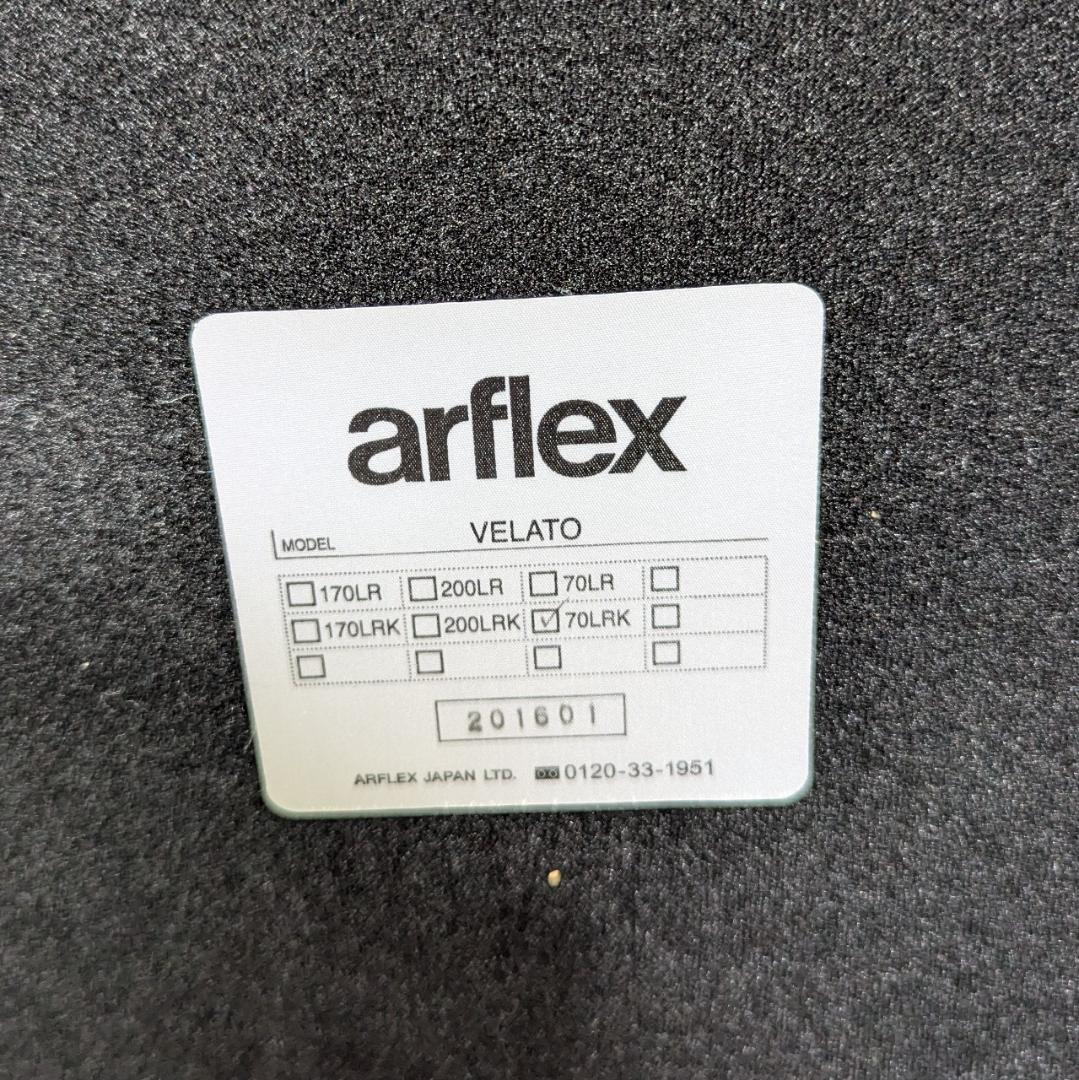 arflex
MODEL VELATO
☐170LR ☐200LR ☐70LR ☐
☐170LRK ☐200LRK ☑70LRK ☐
☐ ☐ ☐ ☐
201601
ARFLEX JAPAN LTD. 0120-33-1951